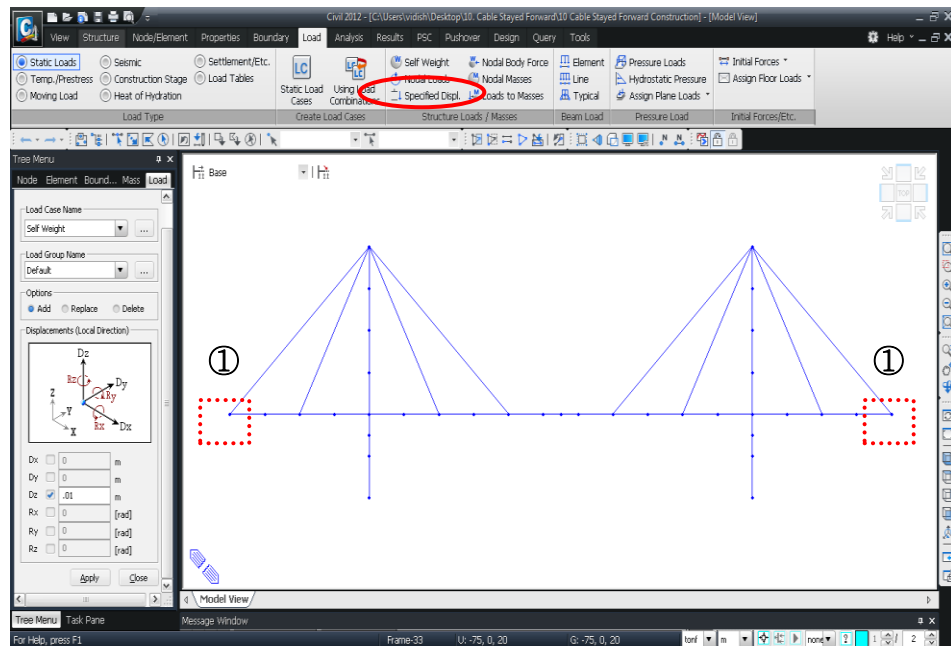 Civil 2012 - [C:\Users\vidish\Desktop\10. Cable Stayed Forward\10 Cable Stayed Forward Construction] - [Model View]
View Structure Node/Element Properties Boundary Load Analysis Results PSC Pushover Design Query Tools Help
Static Loads Seismic Settlement/Etc. Self Weight Nodal Body Force Element Pressure Loads Initial Forces
Temp./Prestress Construction Stage Load Tables Nodal Loads Nodal Masses Line Hydrostatic Pressure Assign Floor Loads
Moving Load Heat of Hydration Specified Displ. Loads to Masses Typical Assign Plane Loads
LC LC
Static Load Using Load
Cases Combinations
Load Type Create Load Cases Structure Loads / Masses Beam Load Pressure Load Initial Forces/Etc.
Tree Menu
Node Element Bound... Mass Load
Base
TOP
Load Case Name
Self Weight ...
Load Group Name
Default ...
Options
Add Replace Delete
Displacements (Local Direction)
Dz
Rz Dy
Z Ry
Y
X Rx Dx
① ①
Dx 0 m
Dy 0 m
Dz .01 m
Rx 0 [rad]
Ry 0 [rad]
Rz 0 [rad]
Apply Close
Model View
Tree Menu Task Pane Message Window
For Help, press F1 Frame-33 U: -75, 0, 20 G: -75, 0, 20 tonf m none 1 / 2